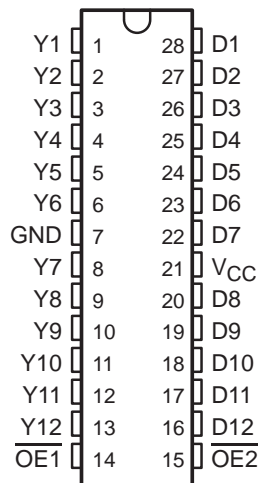 Y1 1 28 D1
Y2 2 27 D2
Y3 3 26 D3
Y4 4 25 D4
Y5 5 24 D5
Y6 6 23 D6
GND 7 22 D7
Y7 8 21 VCC
Y8 9 20 D8
Y9 10 19 D9
Y10 11 18 D10
Y11 12 17 D11
Y12 13 16 D12
O̅E̅1̅ 14 15 O̅E̅2̅